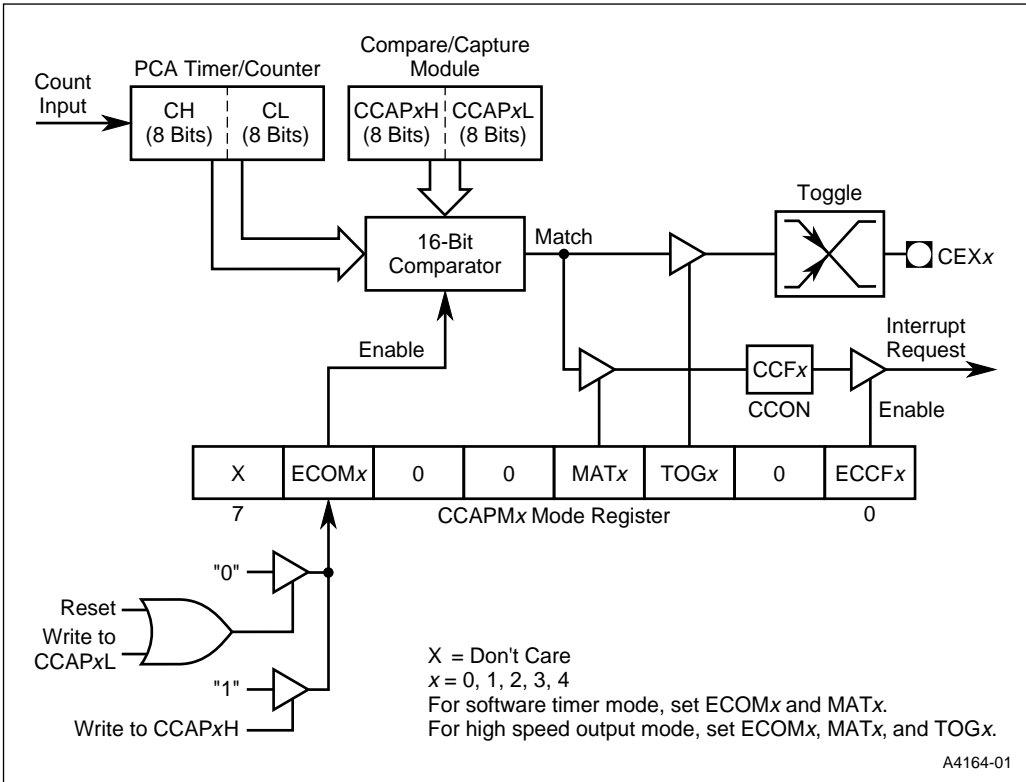 PCA Timer/Counter
Compare/Capture
Module
Count
Input
CH
(8 Bits)
CL
(8 Bits)
CCAPxH
(8 Bits)
CCAPxL
(8 Bits)
Toggle
16-Bit
Comparator
Match
CEXx
Enable
Interrupt
Request
CCFx
CCON
Enable
X
ECOMx
0
0
MATx
TOGx
0
ECCFx
7
CCAPMx Mode Register
0
"0"
Reset
Write to
CCAPxL
"1"
Write to CCAPxH
X = Don't Care
x = 0, 1, 2, 3, 4
For software timer mode, set ECOMx and MATx.
For high speed output mode, set ECOMx, MATx, and TOGx.
A4164-01